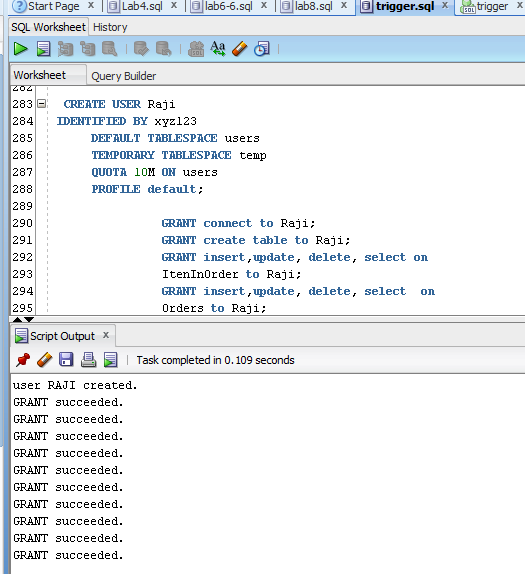 Start Page x Lab4.sql x lab6-6.sql x lab8.sql x trigger.sql x trigger
SQL Worksheet History
Worksheet Query Builder
282
283 CREATE USER Raji
284 IDENTIFIED BY xyz123
285 DEFAULT TABLESPACE users
286 TEMPORARY TABLESPACE temp
287 QUOTA 10M ON users
288 PROFILE default;
289
290 GRANT connect to Raji;
291 GRANT create table to Raji;
292 GRANT insert,update, delete, select on
293 ItenInOrder to Raji;
294 GRANT insert,update, delete, select on
295 Orders to Raji;
Script Output x
Task completed in 0.109 seconds
user RAJI created.
GRANT succeeded.
GRANT succeeded.
GRANT succeeded.
GRANT succeeded.
GRANT succeeded.
GRANT succeeded.
GRANT succeeded.
GRANT succeeded.
GRANT succeeded.
GRANT succeeded.